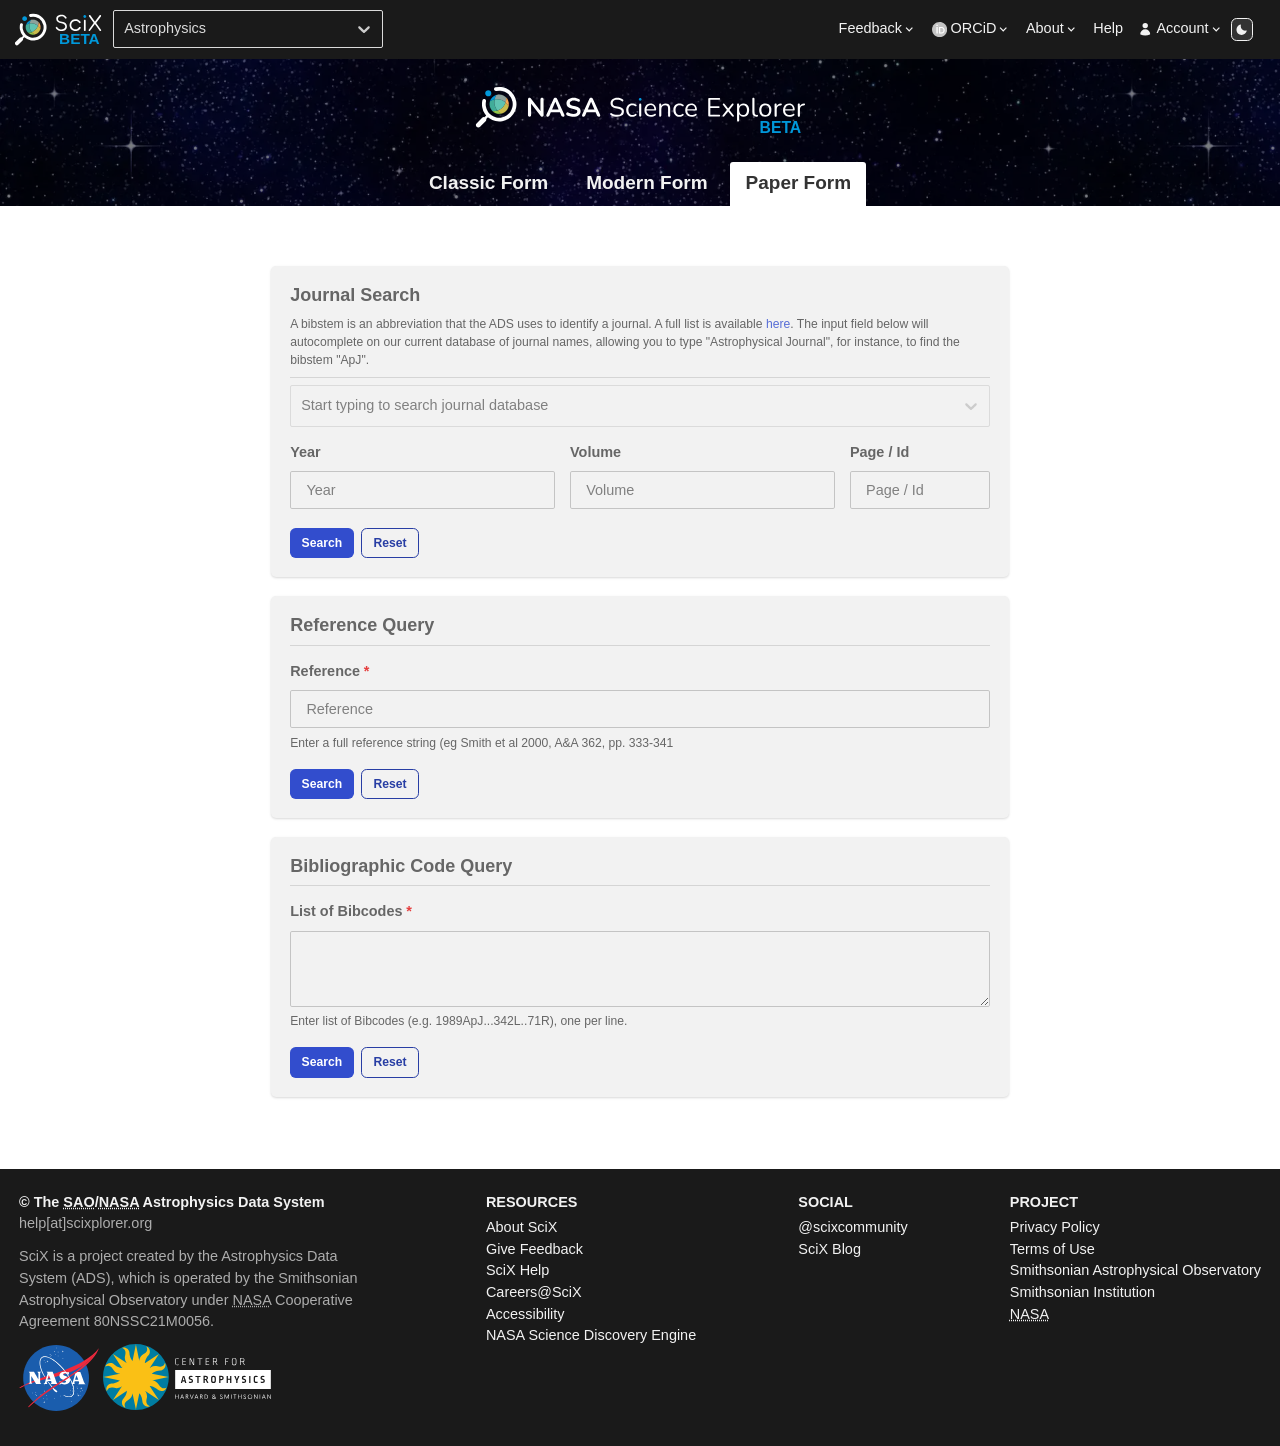 SciX BETA
Astrophysics
Feedback iD ORCiD About Help Account
NASA Science Explorer
BETA
Classic Form Modern Form Paper Form
Journal Search
A bibstem is an abbreviation that the ADS uses to identify a journal. A full list is available here. The input field below will
autocomplete on our current database of journal names, allowing you to type "Astrophysical Journal", for instance, to find the
bibstem "ApJ".
Start typing to search journal database
Year Volume Page / Id
Year Volume Page / Id
Search Reset
Reference Query
Reference *
Reference
Enter a full reference string (eg Smith et al 2000, A&A 362, pp. 333-341
Search Reset
Bibliographic Code Query
List of Bibcodes *
Enter list of Bibcodes (e.g. 1989ApJ...342L..71R), one per line.
Search Reset
© The SAO/NASA Astrophysics Data System
help[at]scixplorer.org
SciX is a project created by the Astrophysics Data
System (ADS), which is operated by the Smithsonian
Astrophysical Observatory under NASA Cooperative
Agreement 80NSSC21M0056.
NASA
CENTER FOR
ASTROPHYSICS
HARVARD & SMITHSONIAN
RESOURCES
About SciX
Give Feedback
SciX Help
Careers@SciX
Accessibility
NASA Science Discovery Engine
SOCIAL
@scixcommunity
SciX Blog
PROJECT
Privacy Policy
Terms of Use
Smithsonian Astrophysical Observatory
Smithsonian Institution
NASA